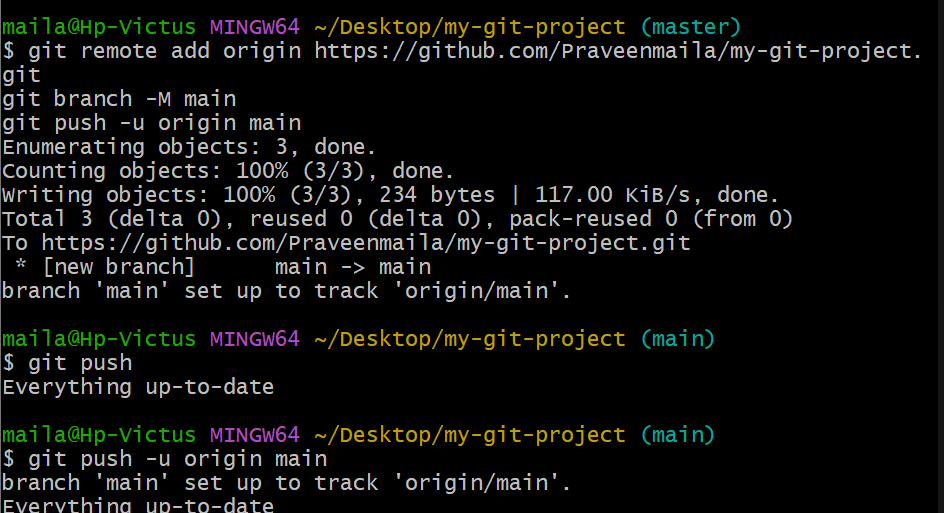 maila@Hp-Victus MINGW64 ~/Desktop/my-git-project (master)
$ git remote add origin https://github.com/Praveenmaila/my-git-project.
git
git branch -M main
git push -u origin main
Enumerating objects: 3, done.
Counting objects: 100% (3/3), done.
Writing objects: 100% (3/3), 234 bytes | 117.00 KiB/s, done.
Total 3 (delta 0), reused 0 (delta 0), pack-reused 0 (from 0)
To https://github.com/Praveenmaila/my-git-project.git
 * [new branch]      main -> main
branch 'main' set up to track 'origin/main'.
maila@Hp-Victus MINGW64 ~/Desktop/my-git-project (main)
$ git push
Everything up-to-date
maila@Hp-Victus MINGW64 ~/Desktop/my-git-project (main)
$ git push -u origin main
branch 'main' set up to track 'origin/main'.
Everything up-to-date